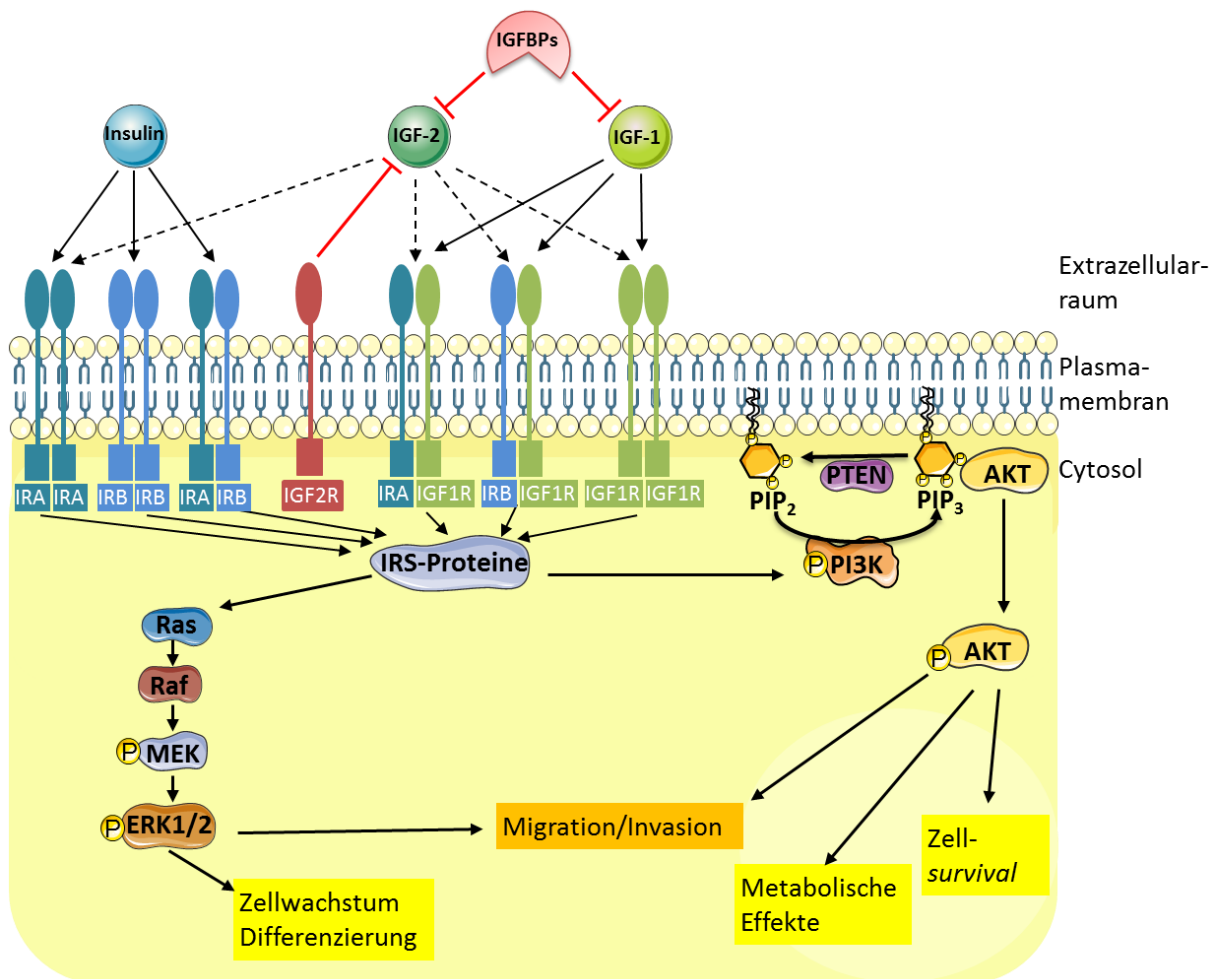 IGFBPs
Insulin
IGF-2
IGF-1
Extrazellular-
raum
Plasma-
membran
Cytosol
IRA IRA IRB IRB IRA IRB IGF2R IRA IGF1R IRB IGF1R IGF1R IGF1R
P
P
P
P
P
P
P
PTEN
AKT
PIP2
PIP3
IRS-Proteine
P PI3K
Ras
Raf
P MEK
P ERK1/2
P AKT
Migration/Invasion
Zell-
survival
Metabolische
Effekte
Zellwachstum
Differenzierung